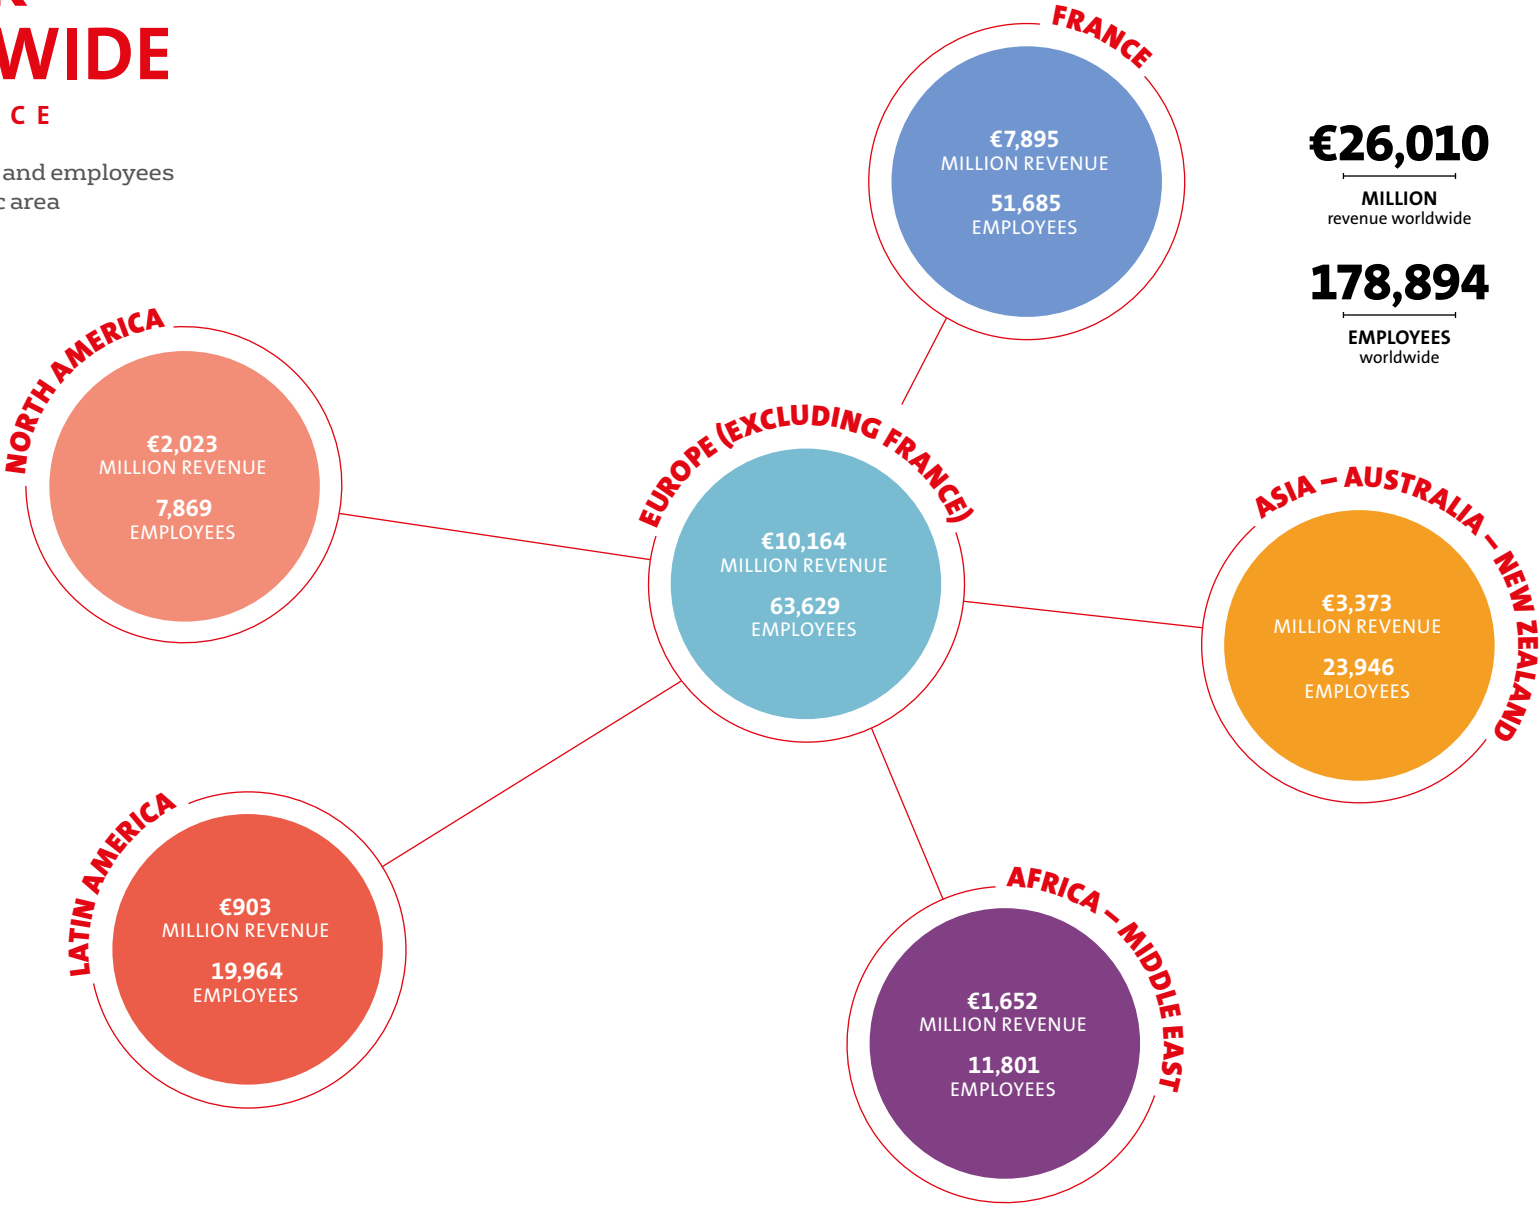 WIDE
CE
and employees
area
FRANCE
€7,895
MILLION REVENUE
51,685
EMPLOYEES
€26,010
MILLION
revenue worldwide
178,894
EMPLOYEES
worldwide
NORTH AMERICA
€2,023
MILLION REVENUE
7,869
EMPLOYEES
EUROPE (EXCLUDING FRANCE)
€10,164
MILLION REVENUE
63,629
EMPLOYEES
ASIA – AUSTRALIA – NEW ZEALAND
€3,373
MILLION REVENUE
23,946
EMPLOYEES
LATIN AMERICA
€903
MILLION REVENUE
19,964
EMPLOYEES
AFRICA – MIDDLE EAST
€1,652
MILLION REVENUE
11,801
EMPLOYEES